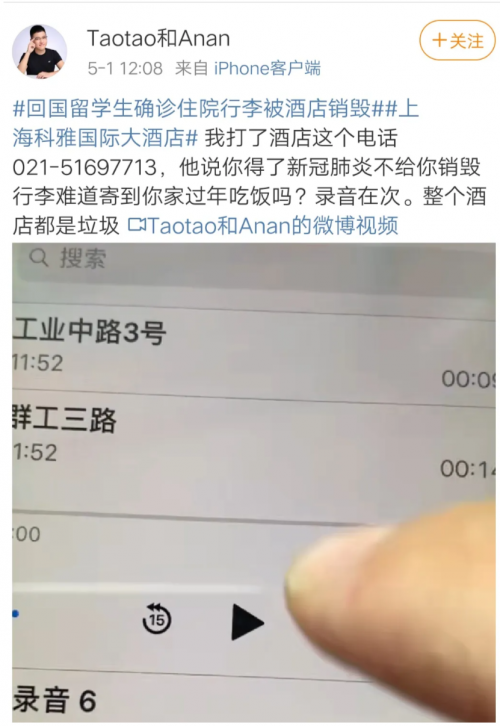 Taotao和Anan
+关注
5-1 12:08 来自 iPhone客户端
#回国留学生确诊住院行李被酒店销毁##上
海科雅国际大酒店# 我打了酒店这个电话
021-51697713，他说你得了新冠肺炎不给你销毁
行李难道寄到你家过年吃饭吗？录音在次。整个酒
店都是垃圾 Taotao和Anan的微博视频
搜索
工业中路3号
11:52
00:09
群工三路
1:52
00:14
:00
15
录音 6